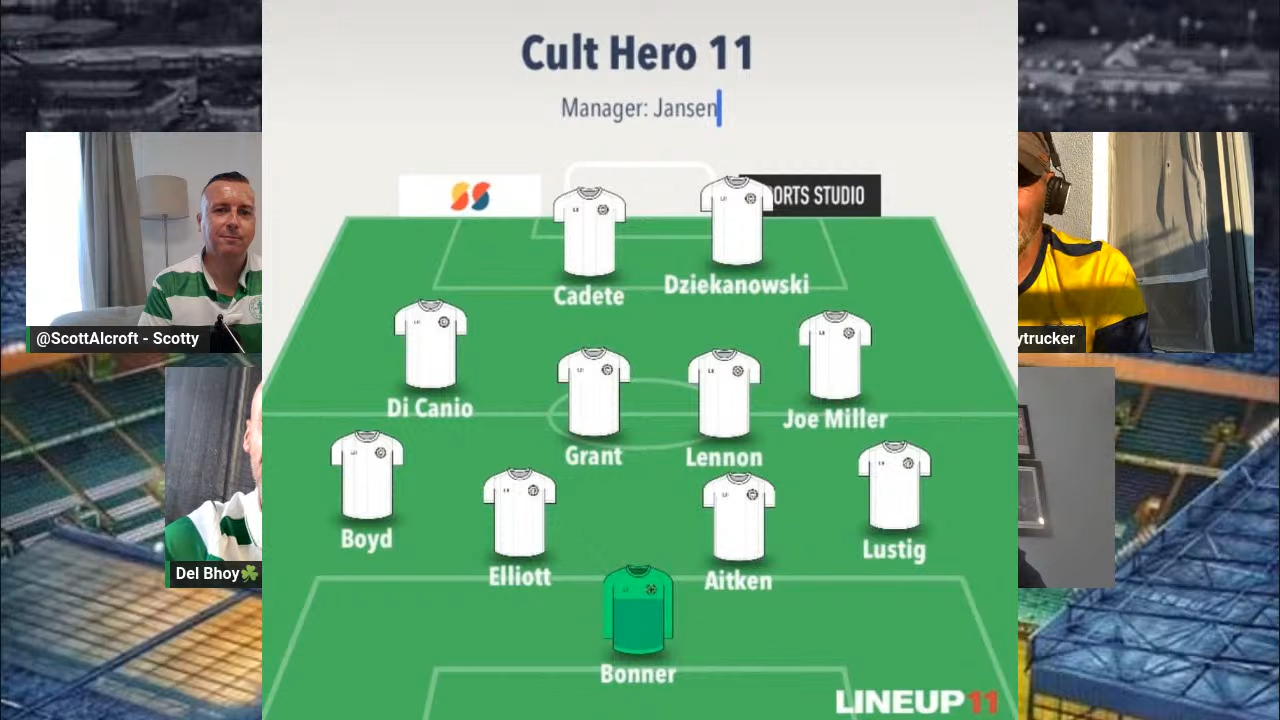 Cult Hero 11
Manager: Jansen
ORTS STUDIO
Cadete
Dziekanowski
@ScottAlcroft - Scotty
ytrucker
Di Canio
Joe Miller
Grant
Lennon
Boyd
Lustig
Elliott
Aitken
Del Bhoy☘
Bonner
LINEUP11